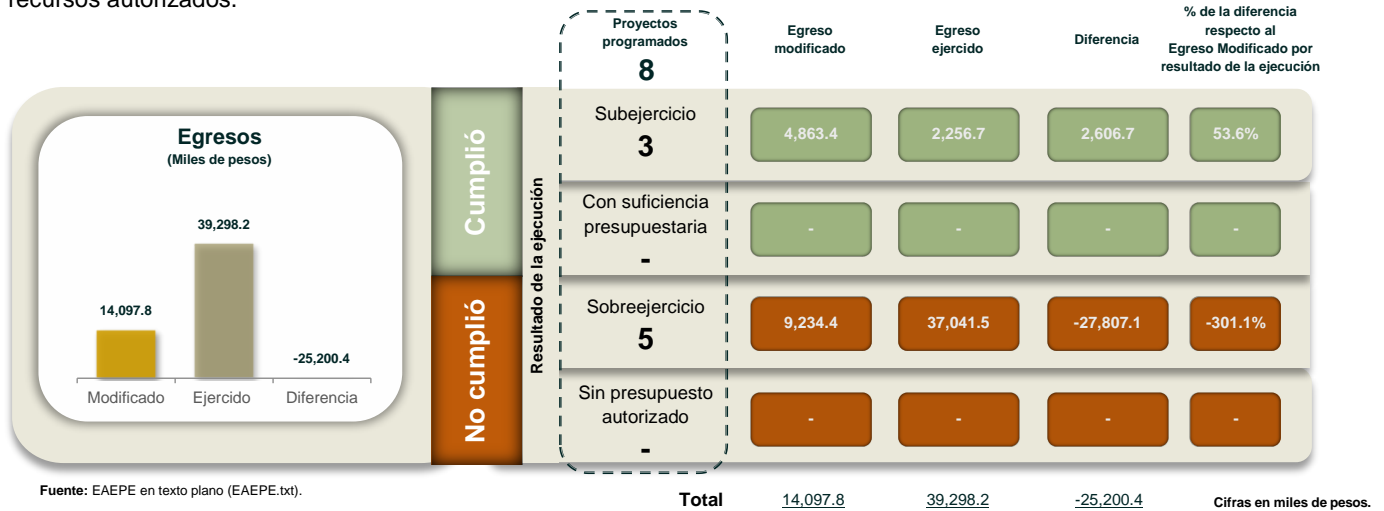 recursos autorizados.
Proyectos
programados
8
Egreso
modificado
Egreso
ejercido
Diferencia
% de la diferencia
respecto al
Egreso Modificado por
resultado de la ejecución
Egresos
(Miles de pesos)
39,298.2
14,097.8
-25,200.4
Modificado
Ejercido
Diferencia
Cumplió
No cumplió
Resultado de la ejecución
Subejercicio
3
4,863.4
2,256.7
2,606.7
53.6%
Con suficiencia
presupuestaria
-
-
-
-
-
Sobreejercicio
5
9,234.4
37,041.5
-27,807.1
-301.1%
Sin presupuesto
autorizado
-
-
-
-
-
Fuente: EAEPE en texto plano (EAEPE.txt).
Total
14,097.8
39,298.2
-25,200.4
Cifras en miles de pesos.